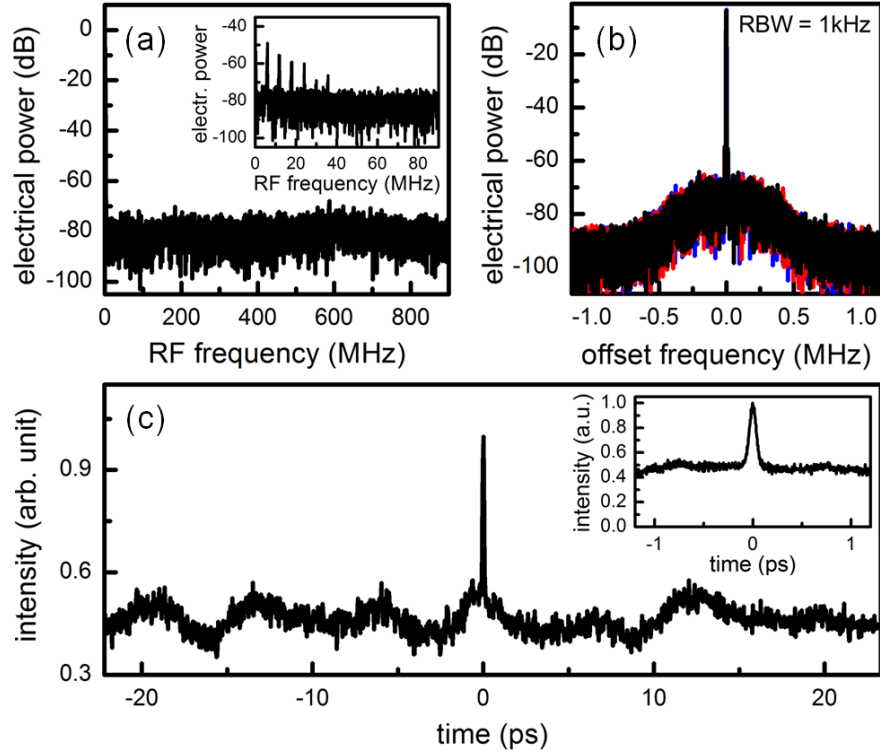 (a)
electrical power (dB)
0
-20
-40
-60
-80
-100
0 200 400 600 800
RF frequency (MHz)
electr. power
-40
-60
-80
-100
0 20 40 60 80
RF frequency (MHz)
(b)
RBW = 1kHz
electrical power (dB)
-20
-40
-60
-80
-100
-1.0 -0.5 0.0 0.5 1.0
offset frequency (MHz)
(c)
intensity (arb. unit)
0.9
0.6
0.3
-20 -10 0 10 20
time (ps)
intensity (a.u.)
1.0
0.8
0.6
0.4
0.2
0.0
-1 0 1
time (ps)